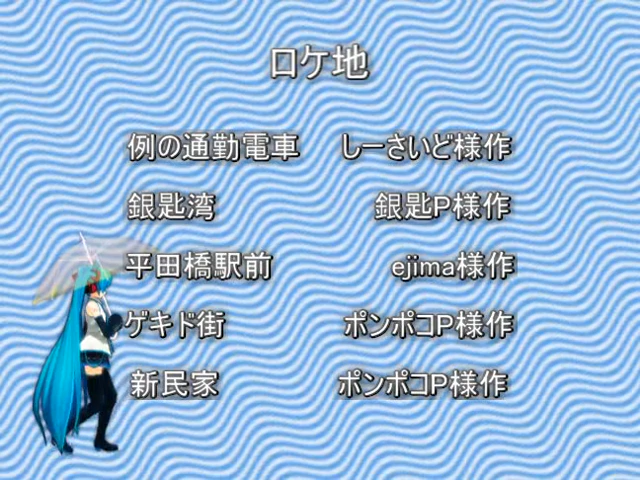 ロケ地
例の通勤電車 しーさいど様作
銀匙湾 銀匙P様作
平田橋駅前 ejima様作
ゲキド街 ポンポコP様作
新民家 ポンポコP様作